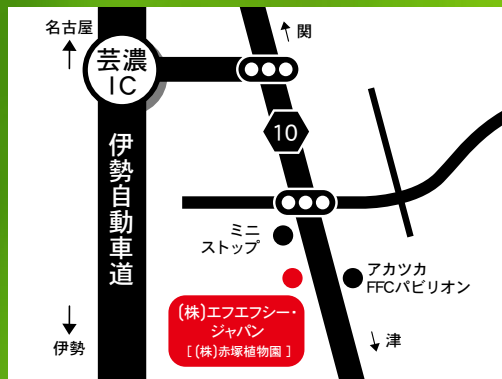 名古屋
芸濃
IC
関
10
伊勢自動車道
ミニ
ストップ
アカツカ
FFCパビリオン
(株)エフエフシー・
ジャパン
[(株)赤塚植物園]
伊勢
津